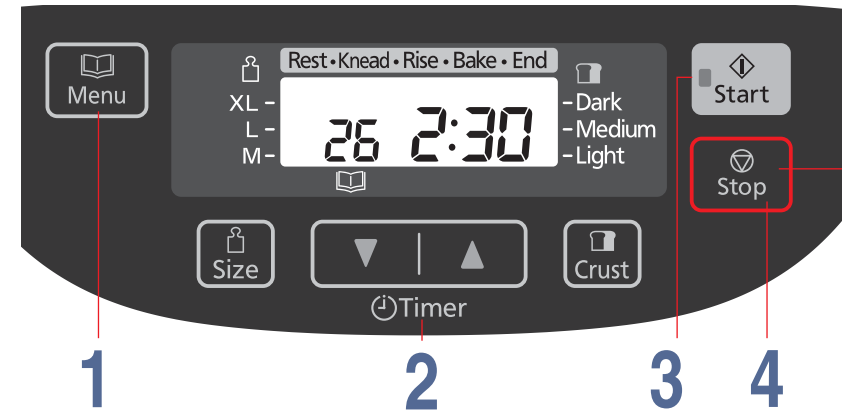 Menu
Rest • Knead • Rise • Bake • End
XL
L
M
26 2:30
Dark
Medium
Light
Start
Stop
Size
Timer
Crust
1
2
3
4